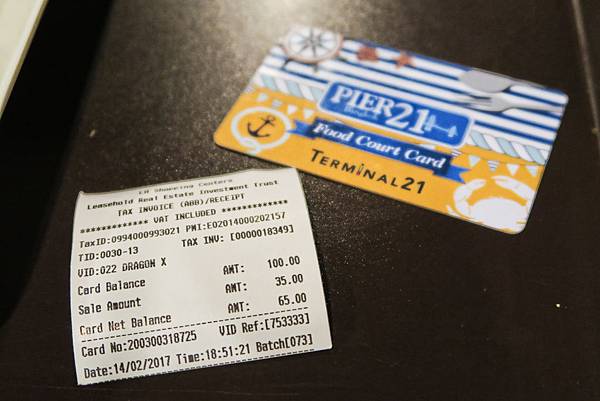 PIER21
Food Court Card
TERMINAL21
LH Shopping Centers
Leasehold Real Estate Investment Trust
TAX INVOICE (ABB)/RECEIPT
************* VAT INCLUDED *************
TaxID:0994000993021 PMI:E02014000202157
TID:0030-13 TAX INV: [0000018349]
VID:022 DRAGON X
Card Balance AMT: 100.00
Sale Amount AMT: 35.00
Card Net Balance AMT: 65.00
Card No:200300318725 VID Ref:[753333]
Date:14/02/2017 Time:18:51:21 Batch[073]